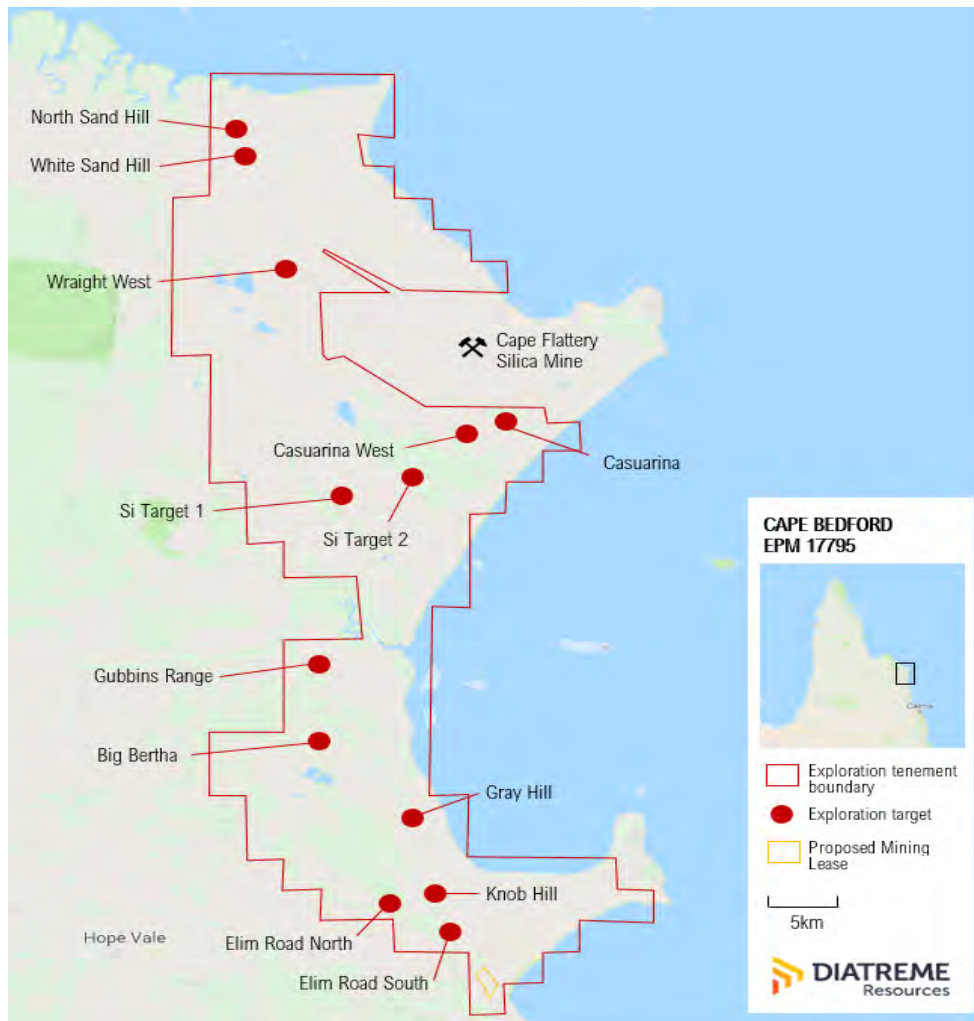 North Sand Hill
White Sand Hill
Wraight West
Cape Flattery
Silica Mine
Casuarina West
Casuarina
Si Target 1
Si Target 2
Gubbins Range
Big Bertha
Gray Hill
Knob Hill
Elim Road North
Hope Vale
Elim Road South
CAPE BEDFORD
EPM 17795
Cairns
Exploration tenement
boundary
Exploration target
Proposed Mining
Lease
5km
DIATREME
Resources